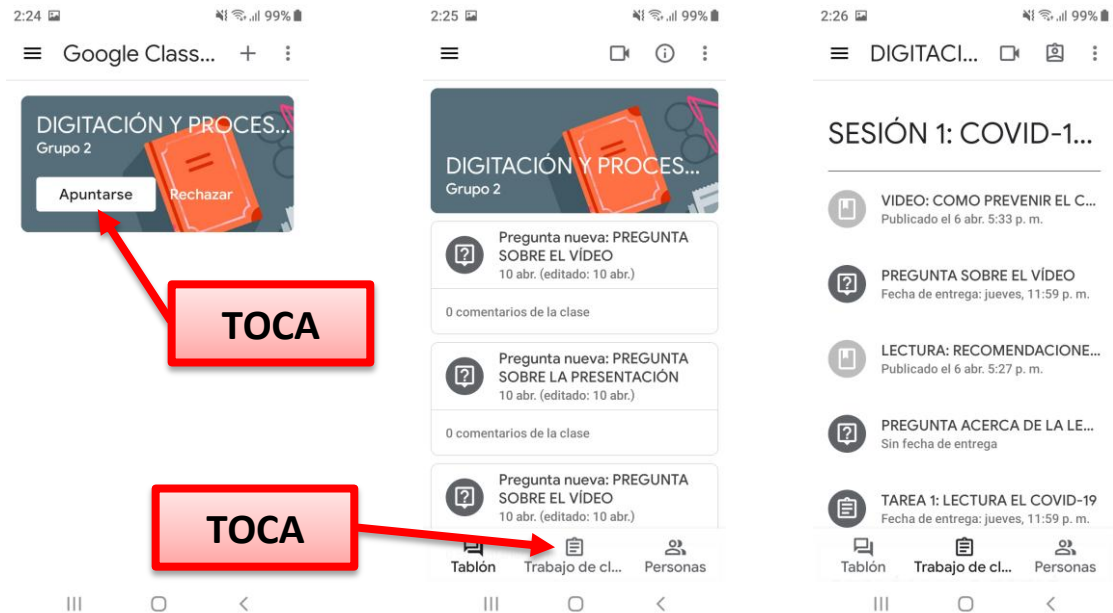 2:24 99%
Google Class...
DIGITACIÓN Y PROCES...
Grupo 2
Apuntarse Rechazar
TOCA
2:25 99%
DIGITACIÓN Y PROCES...
Grupo 2
Pregunta nueva: PREGUNTA
SOBRE EL VÍDEO
10 abr. (editado: 10 abr.)
0 comentarios de la clase
Pregunta nueva: PREGUNTA
SOBRE LA PRESENTACIÓN
10 abr. (editado: 10 abr.)
0 comentarios de la clase
Pregunta nueva: PREGUNTA
SOBRE EL VÍDEO
10 abr. (editado: 10 abr.)
TOCA
Tablón Trabajo de cl... Personas
2:26 99%
DIGITACI...
SESIÓN 1: COVID-1...
VIDEO: COMO PREVENIR EL C...
Publicado el 6 abr. 5:33 p. m.
PREGUNTA SOBRE EL VÍDEO
Fecha de entrega: jueves, 11:59 p. m.
LECTURA: RECOMENDACIONE...
Publicado el 6 abr. 5:27 p. m.
PREGUNTA ACERCA DE LA LE...
Sin fecha de entrega
TAREA 1: LECTURA EL COVID-19
Fecha de entrega: jueves, 11:59 p. m.
Tablón Trabajo de cl... Personas